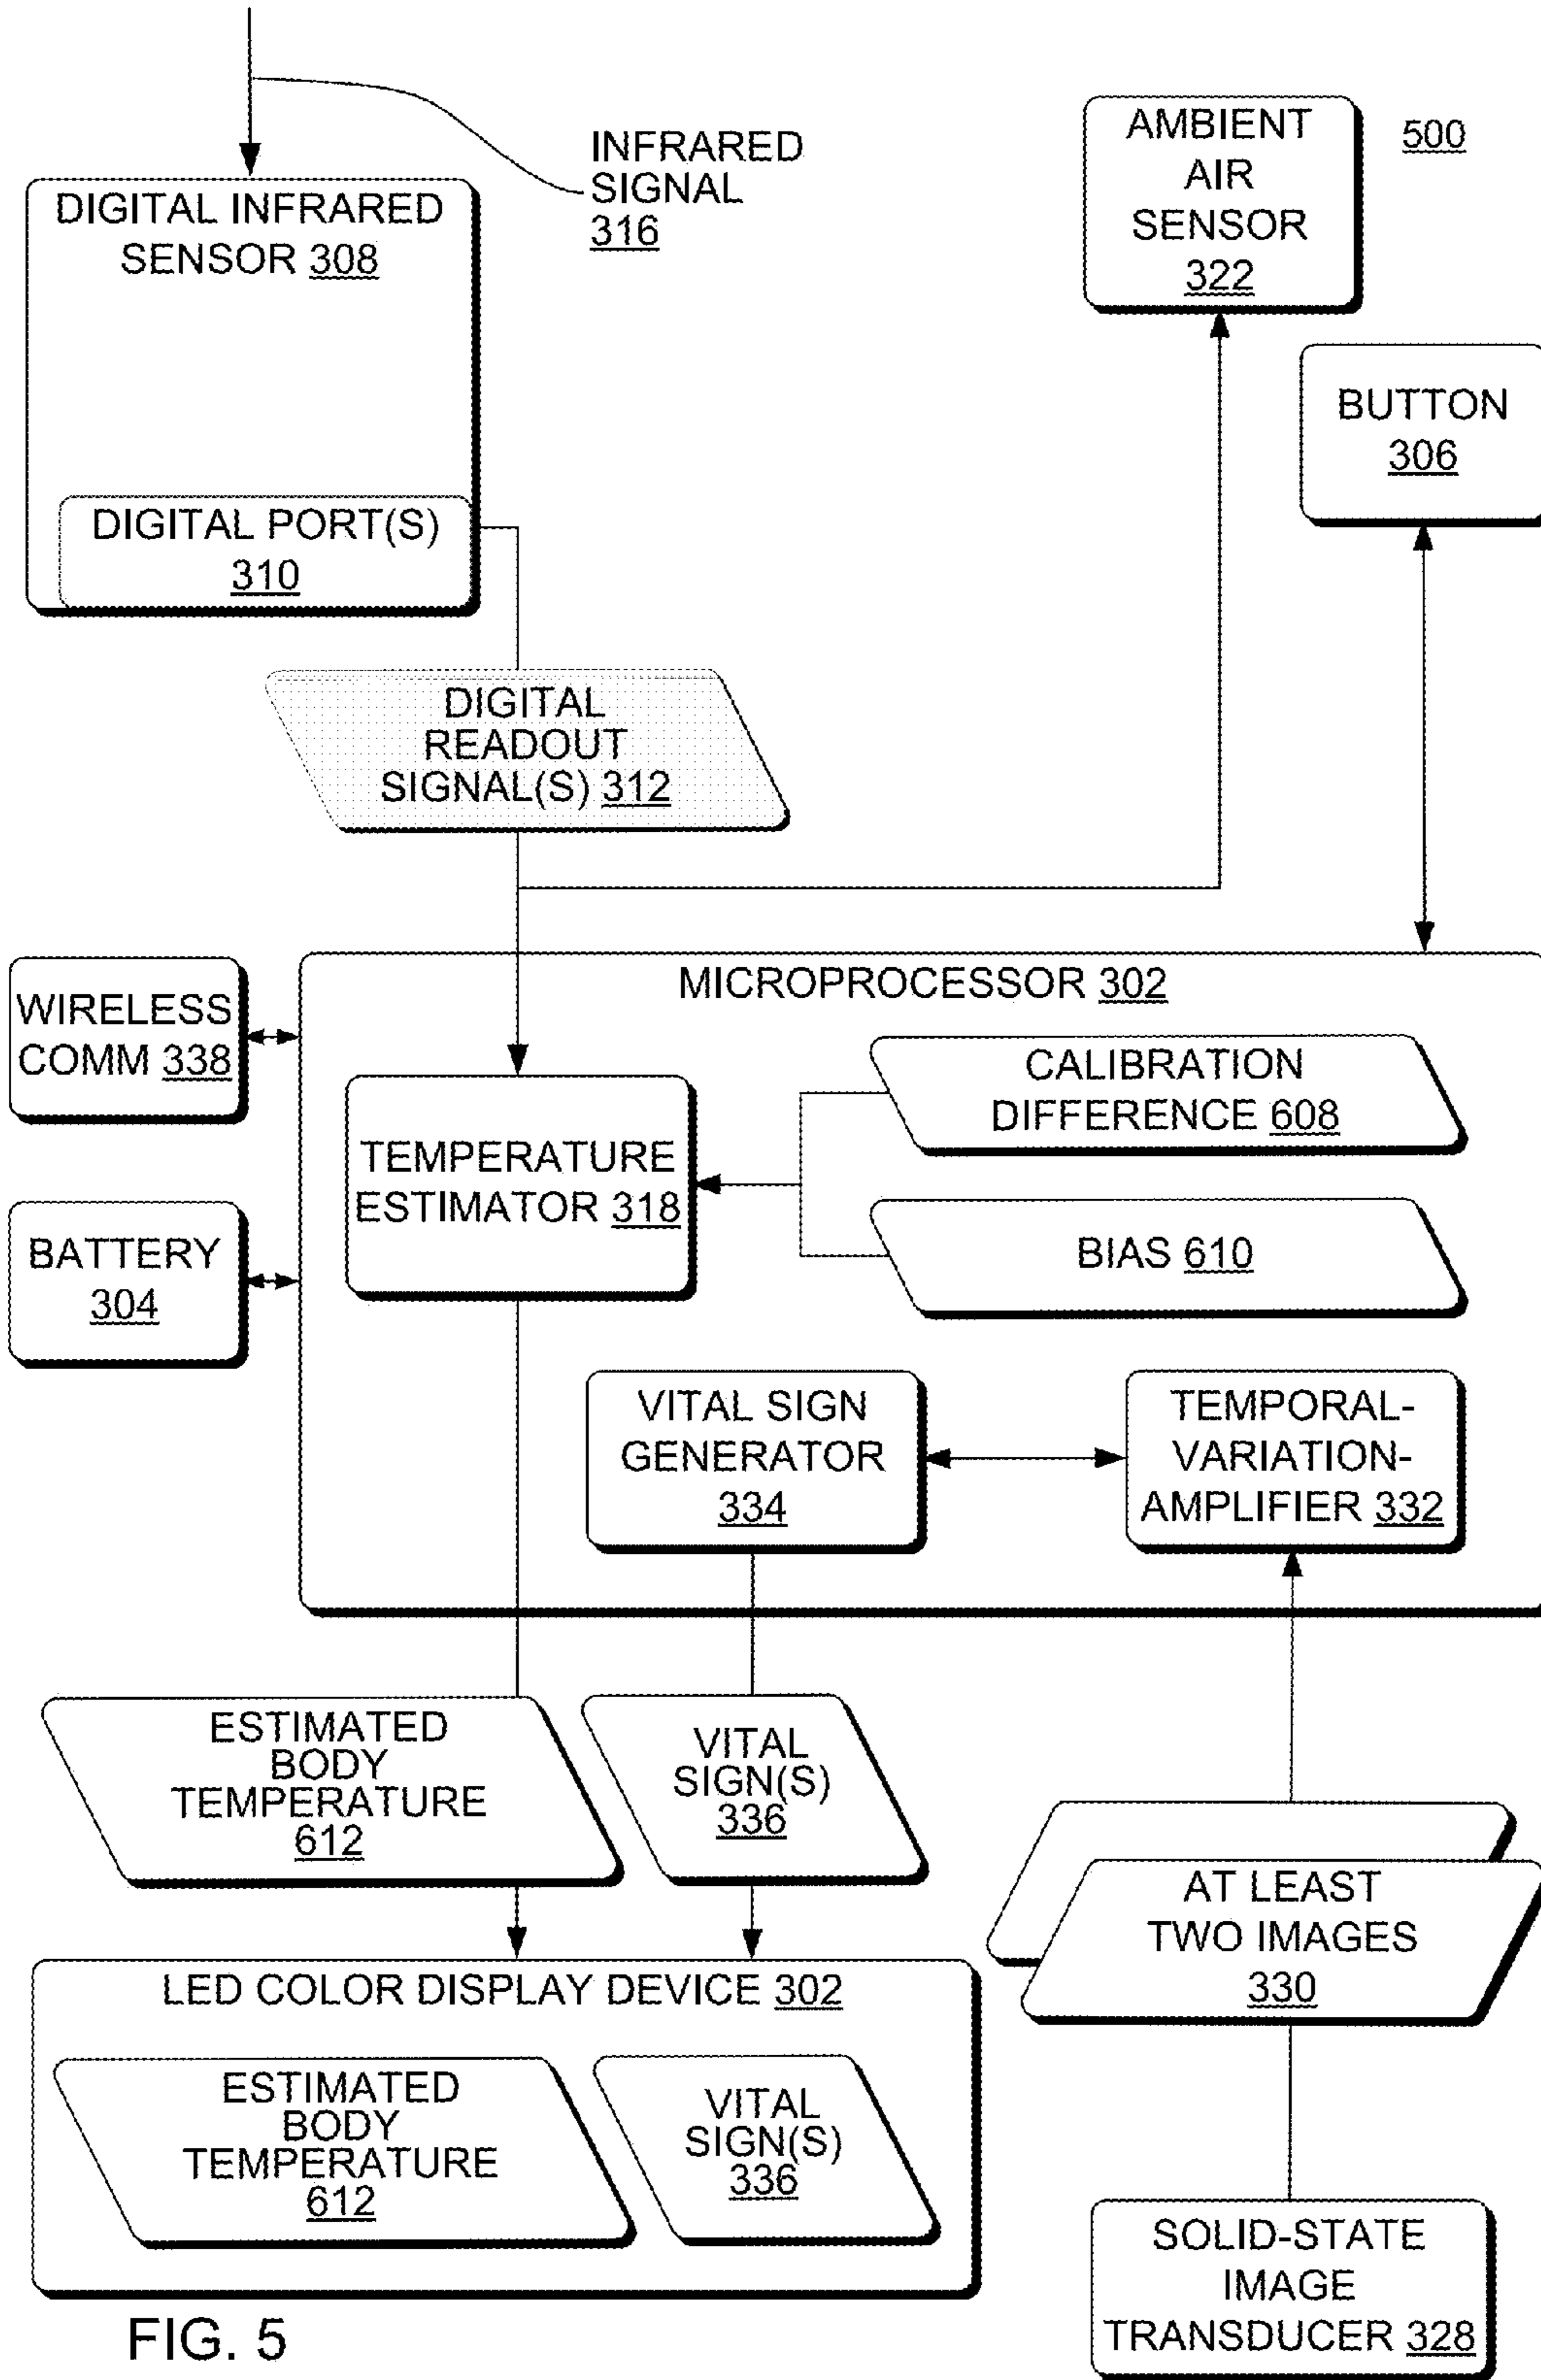 INFRARED
SIGNAL
316
AMBIENT
AIR
SENSOR
322
500
DIGITAL INFRARED
SENSOR 308
BUTTON
306
DIGITAL PORT(S)
310
DIGITAL
READOUT
SIGNAL(S) 312
MICROPROCESSOR 302
WIRELESS
COMM 338
CALIBRATION
DIFFERENCE 608
TEMPERATURE
ESTIMATOR 318
BATTERY
304
BIAS 610
VITAL SIGN
GENERATOR
334
TEMPORAL-
VARIATION-
AMPLIFIER 332
ESTIMATED
BODY
TEMPERATURE
612
VITAL
SIGN(S)
336
AT LEAST
TWO IMAGES
330
LED COLOR DISPLAY DEVICE 302
ESTIMATED
BODY
TEMPERATURE
612
VITAL
SIGN(S)
336
SOLID-STATE
IMAGE
TRANSDUCER 328
FIG. 5